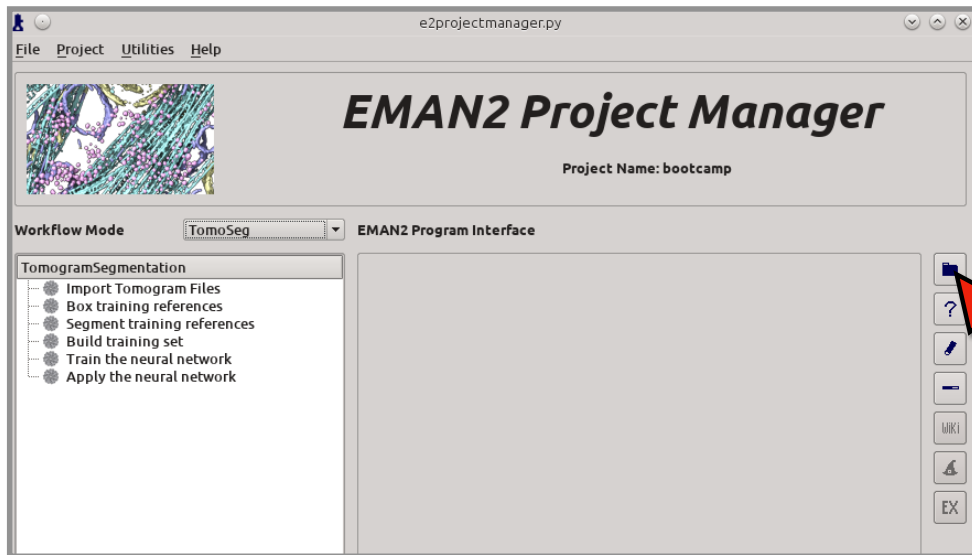 e2projectmanager.py
File Project Utilities Help
EMAN2 Project Manager
Project Name: bootcamp
Workflow Mode TomoSeg EMAN2 Program Interface
TomogramSegmentation
Import Tomogram Files
Box training references
Segment training references
Build training set
Train the neural network
Apply the neural network
?
WiKi
EX